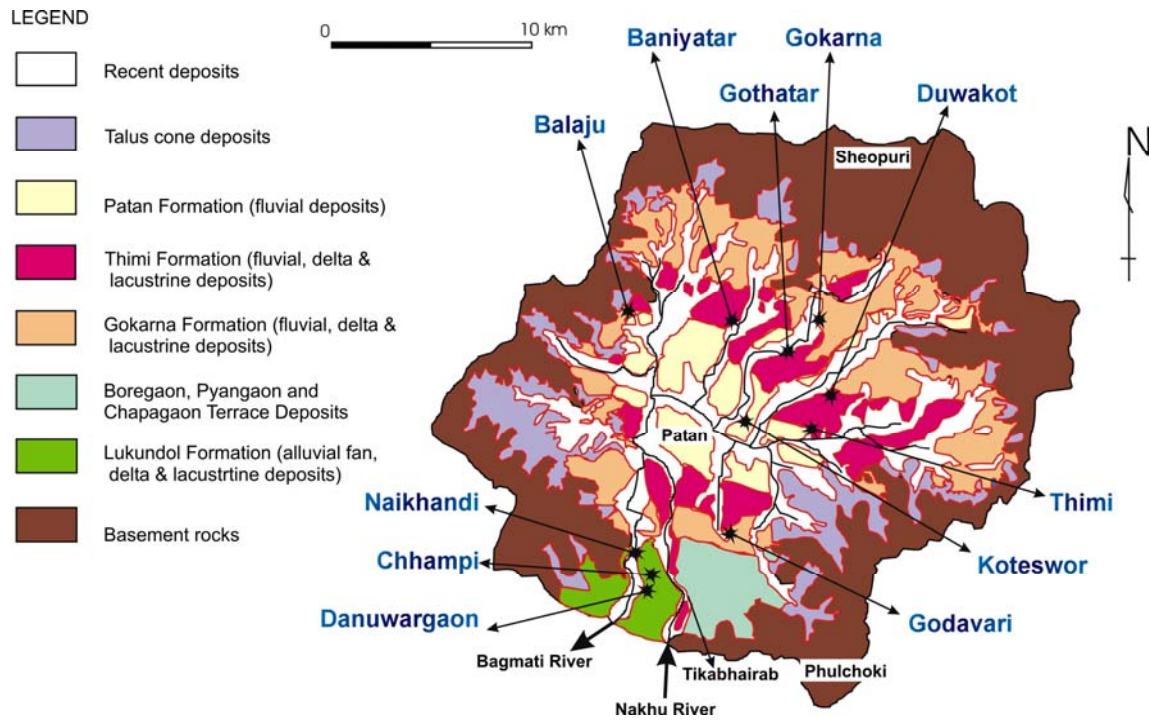 LEGEND
Recent deposits
Talus cone deposits
Patan Formation (fluvial deposits)
Thimi Formation (fluvial, delta &
lacustrine deposits)
Gokarna Formation (fluvial, delta &
lacustrine deposits)
Boregaon, Pyangaon and
Chapagaon Terrace Deposits
Lukundol Formation (alluvial fan,
delta & lacustrtine deposits)
Basement rocks
0 10 km
Baniyatar
Gokarna
Gothatar
Duwakot
Balaju
N
Sheopuri
Patan
Naikhandi
Thimi
Chhampi
Koteswor
Danuwargaon
Godavari
Bagmati River
Tikabhairab
Phulchoki
Nakhu River